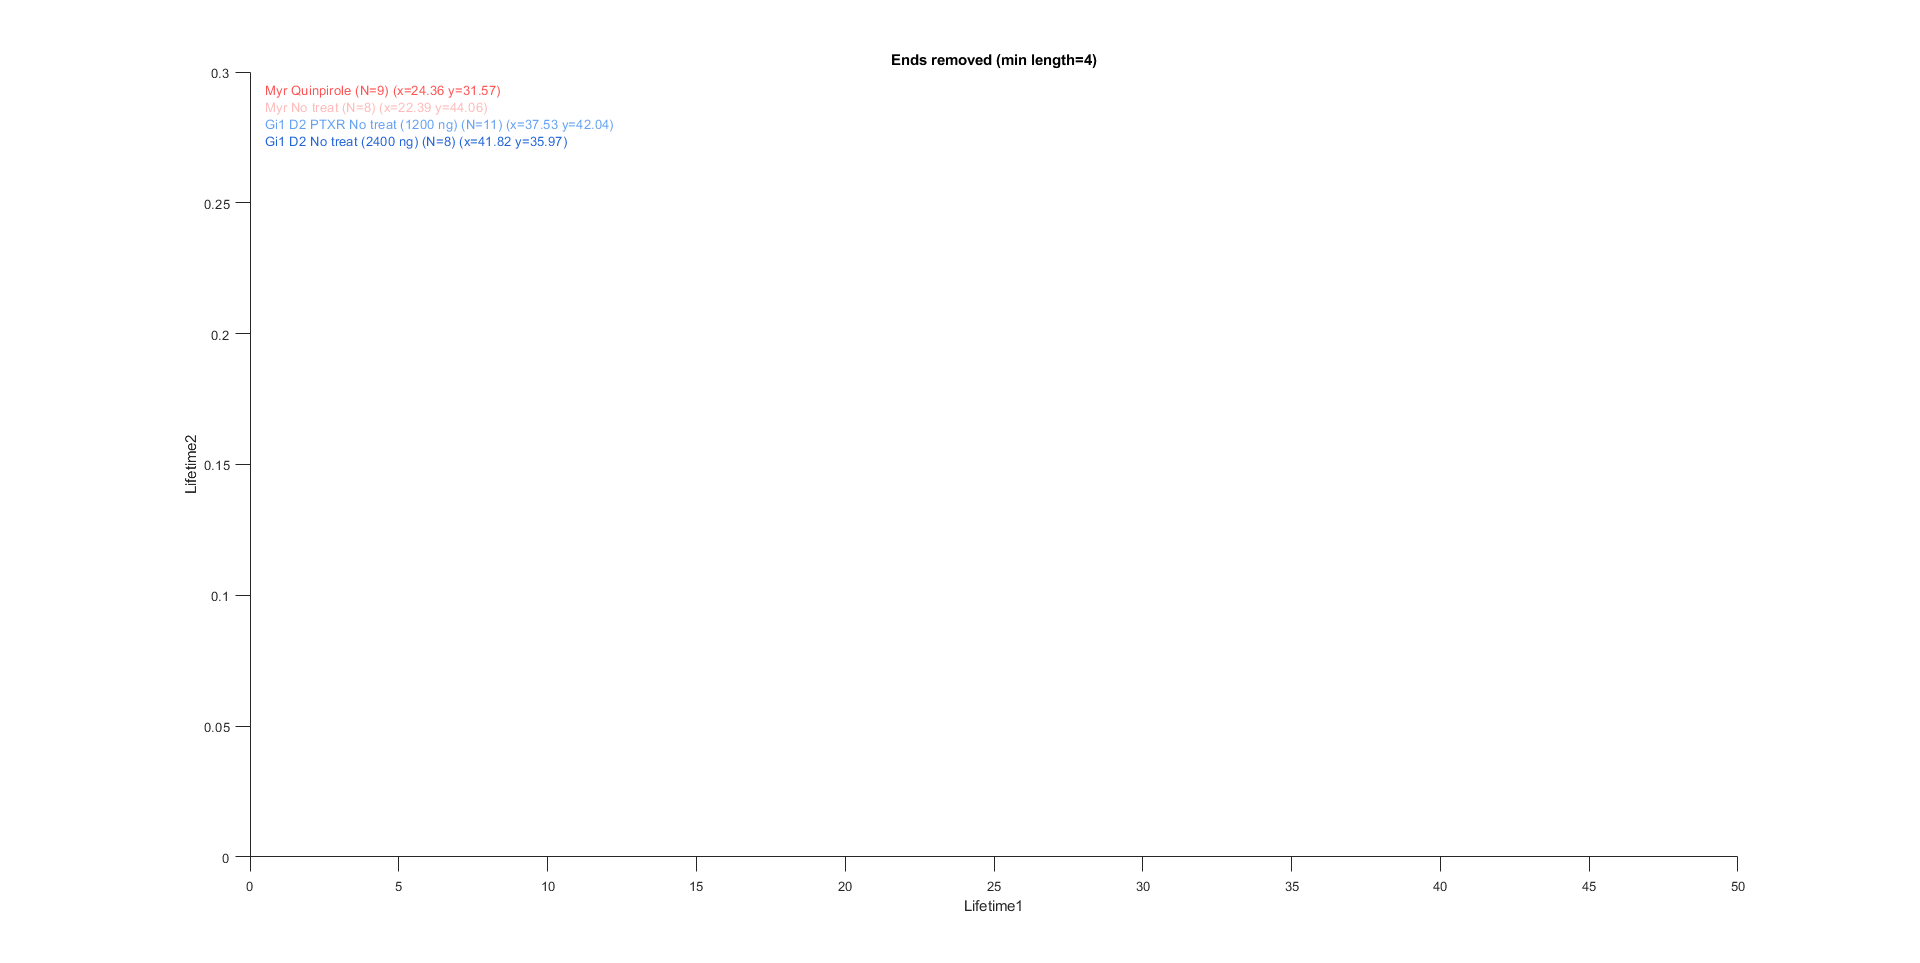 Ends removed (min length=4)
0.3
Myr Quinpirole (N=9) (x=24.36 y=31.57)
Myr No treat (N=8) (x=22.39 y=44.06)
Gi1 D2 PTXR No treat (1200 ng) (N=11) (x=37.53 y=42.04)
Gi1 D2 No treat (2400 ng) (N=8) (x=41.82 y=35.97)
0.25
0.2
Lifetime2
0.15
0.1
0.05
0
0 5 10 15 20 25 30 35 40 45 50
Lifetime1